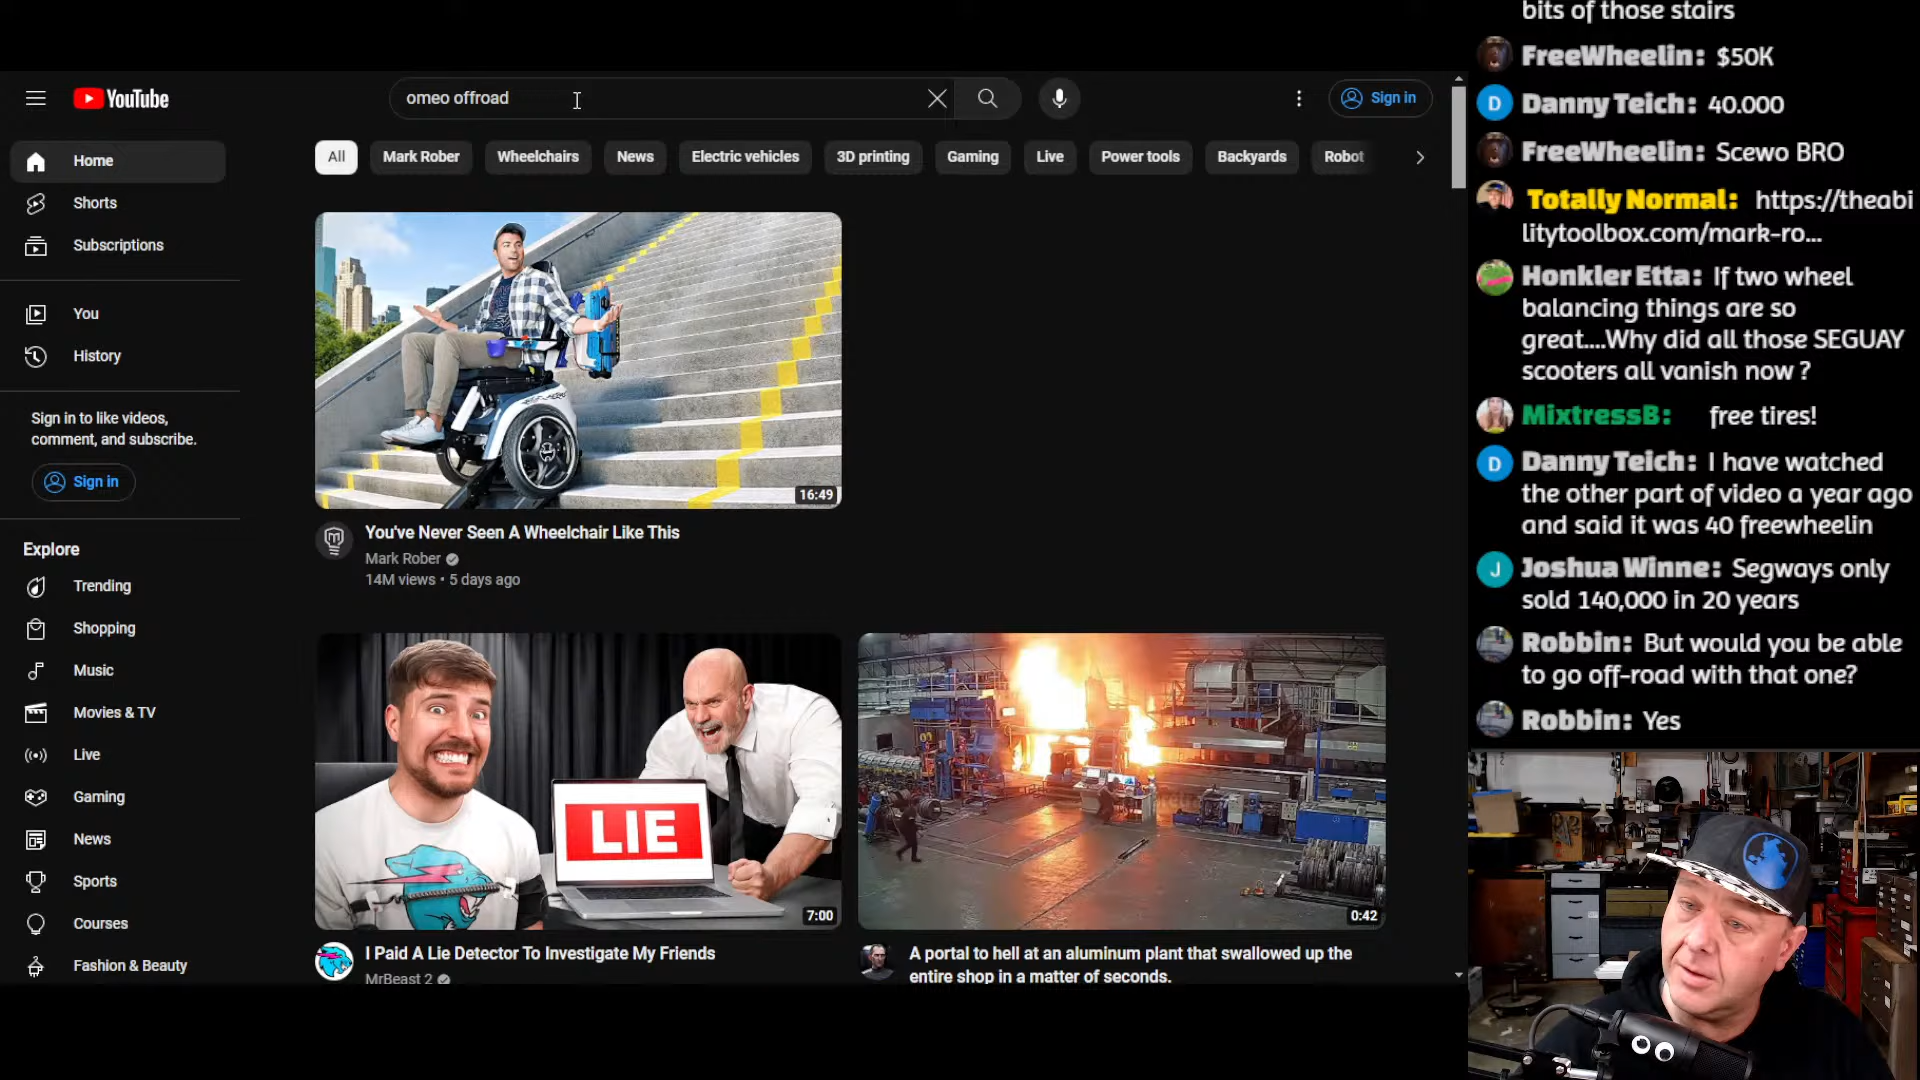 YouTube
omeo offroad
Sign in
Home
Shorts
Subscriptions
You
History
Sign in to like videos,
comment, and subscribe.
Sign in
Explore
Trending
Shopping
Music
Movies & TV
Live
Gaming
News
Sports
Courses
Fashion & Beauty
All
Mark Rober
Wheelchairs
News
Electric vehicles
3D printing
Gaming
Live
Power tools
Backyards
Robot
16:49
You've Never Seen A Wheelchair Like This
Mark Rober
14M views • 5 days ago
LIE
7:00
I Paid A Lie Detector To Investigate My Friends
MrBeast 2
0:42
A portal to hell at an aluminum plant that swallowed up the
entire shop in a matter of seconds.
bits of those stairs
FreeWheelin: $50K
D Danny Teich: 40.000
FreeWheelin: Scewo BRO
Totally Normal: https://theabi
litytoolbox.com/mark-ro...
Honkler Etta: If two wheel
balancing things are so
great....Why did all those SEGUAY
scooters all vanish now ?
MixtressB: free tires!
D Danny Teich: I have watched
the other part of video a year ago
and said it was 40 freewheelin
J Joshua Winne: Segways only
sold 140,000 in 20 years
Robbin: But would you be able
to go off-road with that one?
Robbin: Yes